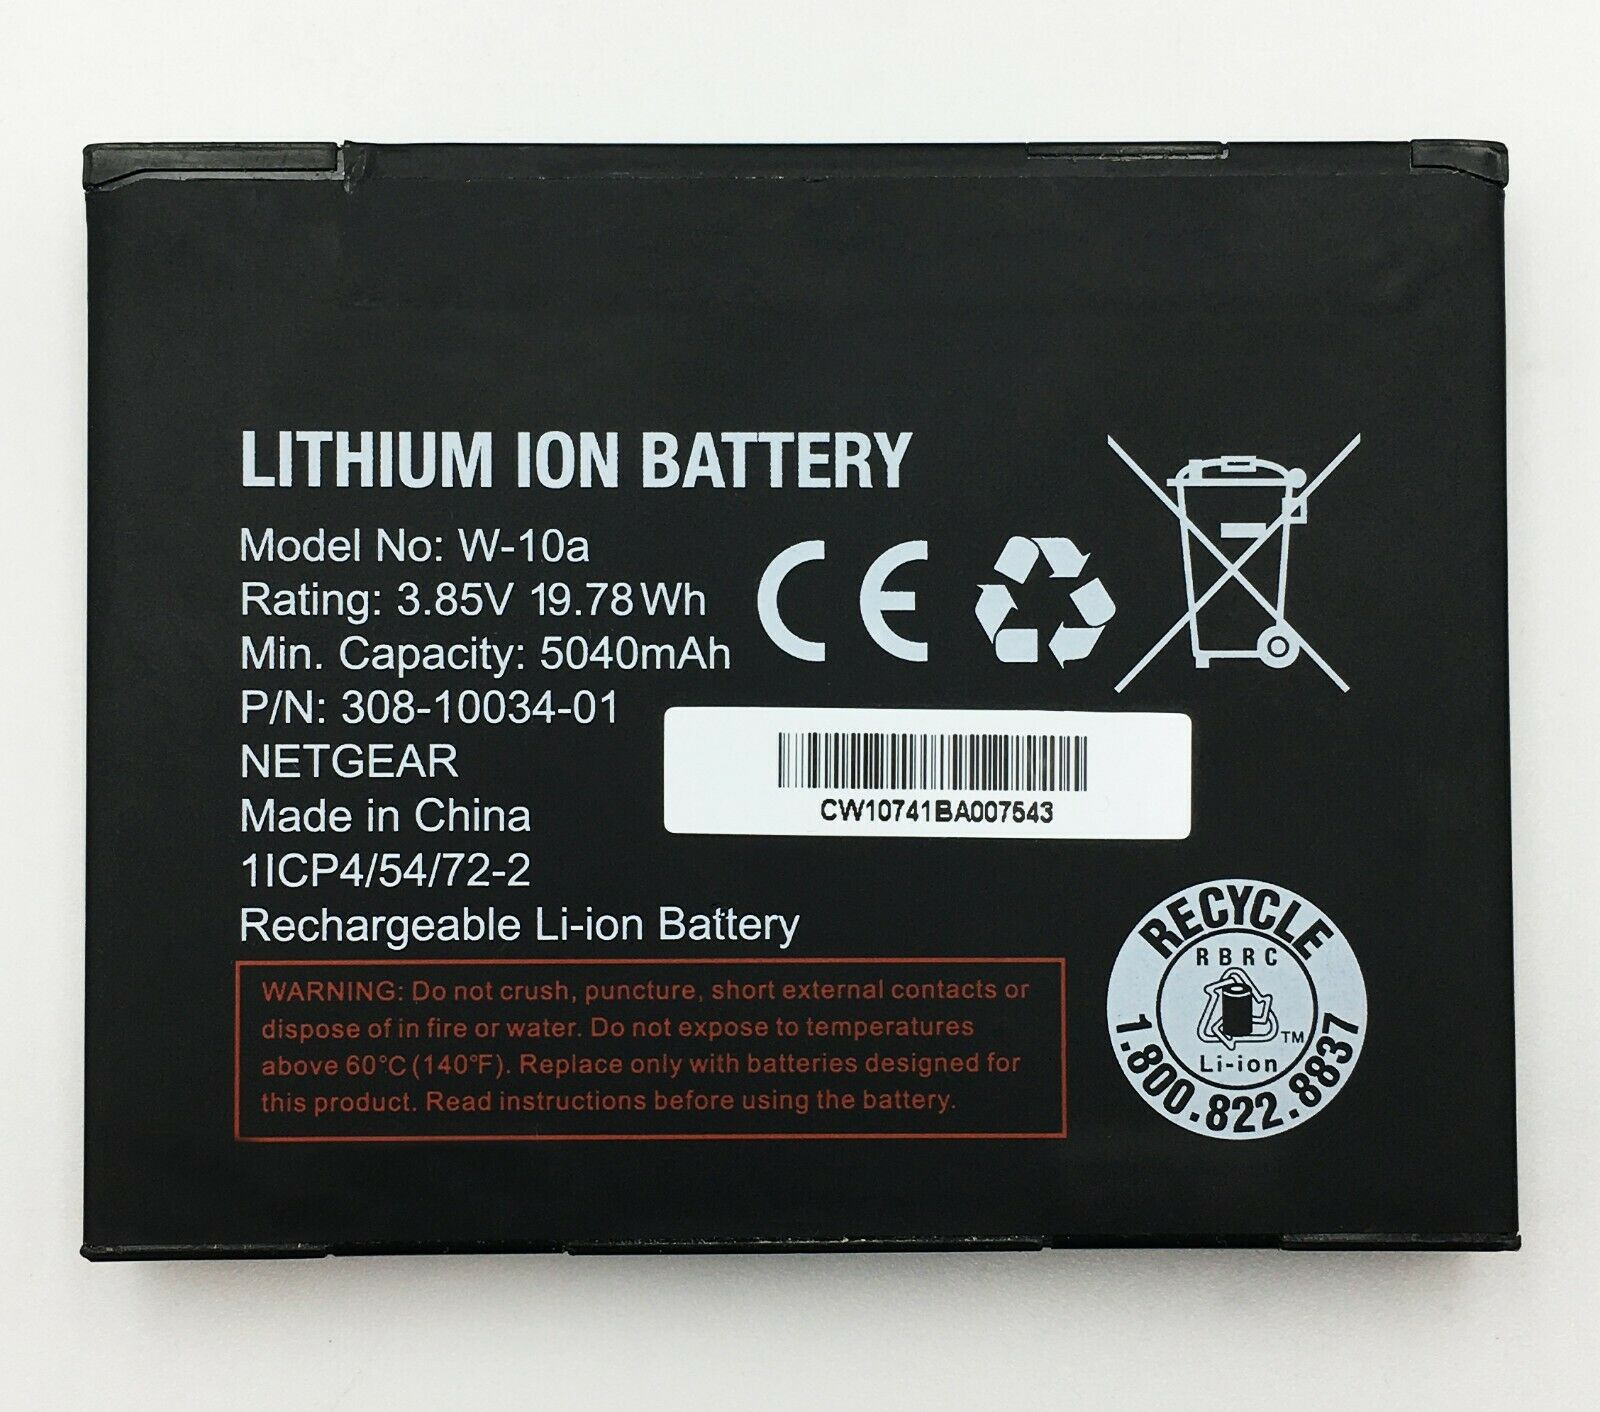 LITHIUM ION BATTERY
Model No: W-10a
Rating: 3.85V 19.78Wh
Min. Capacity: 5040mAh
P/N: 308-10034-01
NETGEAR
Made in China
1ICP4/54/72-2
Rechargeable Li-ion Battery
CE
CW10741BA007543
WARNING: Do not crush, puncture, short external contacts or
dispose of in fire or water. Do not expose to temperatures
above 60°C (140°F). Replace only with batteries designed for
this product. Read instructions before using the battery.
RECYCLE
RBRC
TM
Li-ion
1.800.822.8837